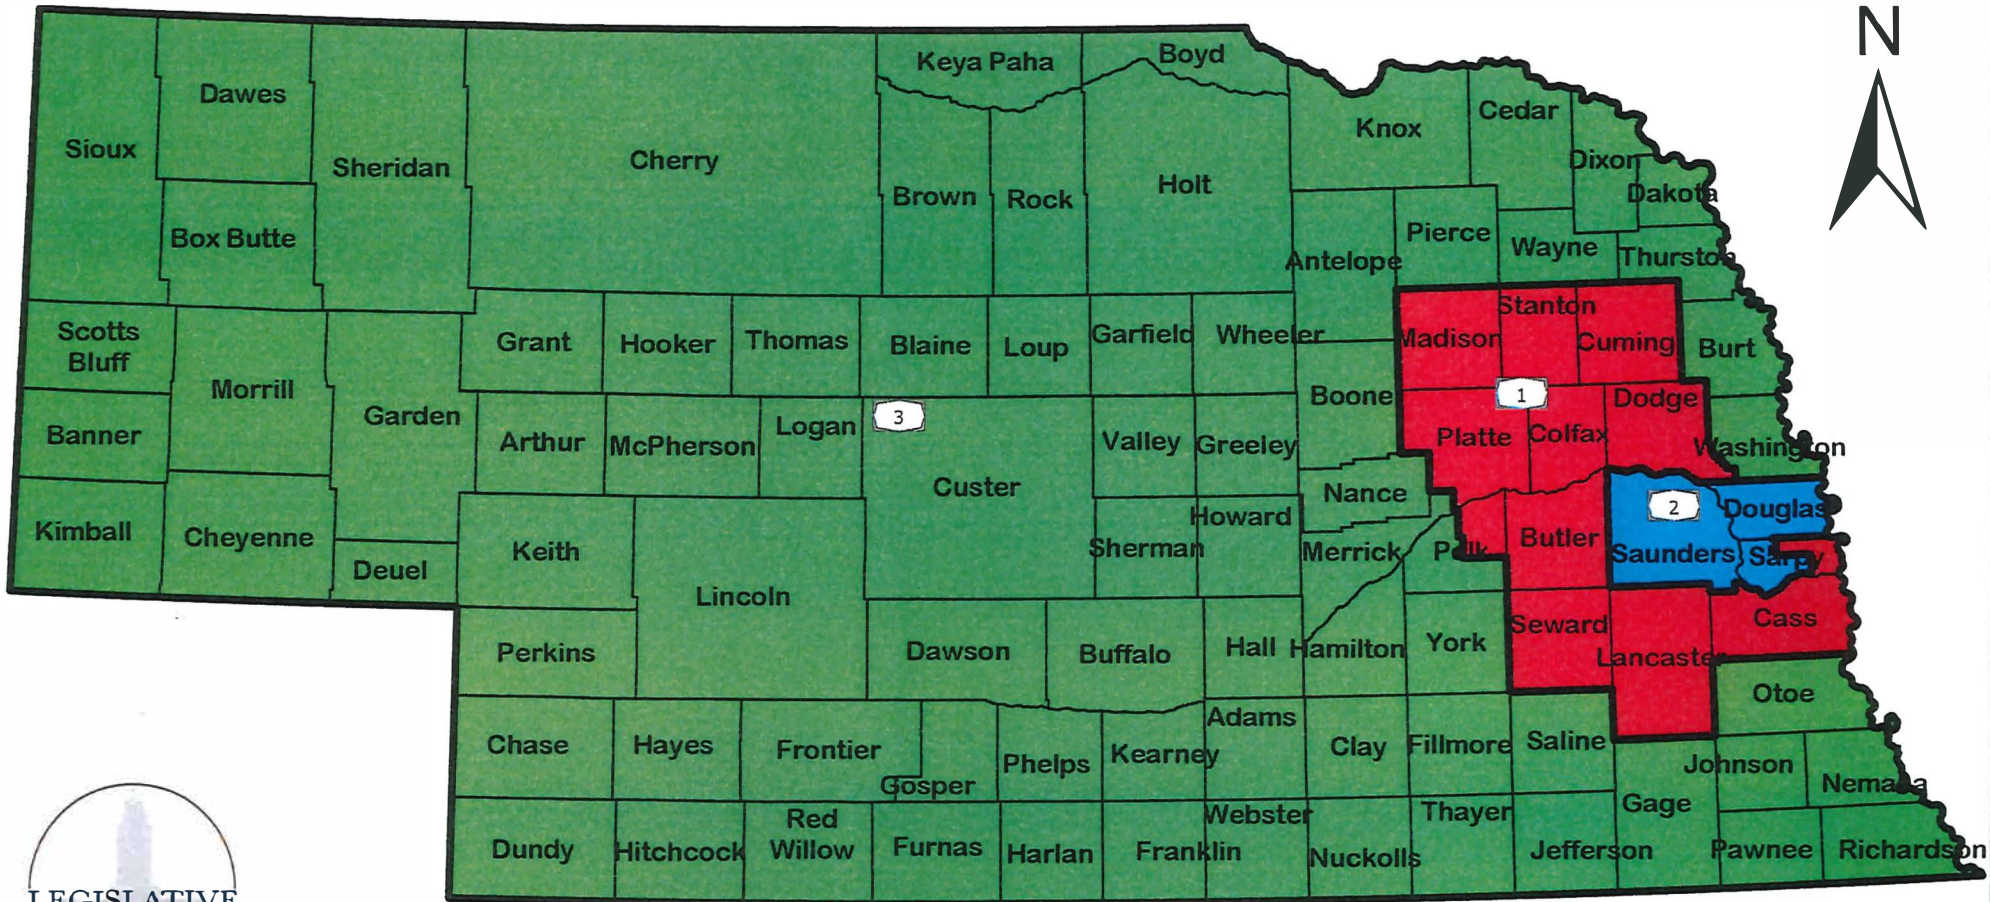 N
Keya Paha
Boyd
Dawes
Cedar
Knox
Sioux
Sheridan
Cherry
Dixon
Holt
Dakota
Brown
Rock
Box Butte
Pierce
Wayne
Antelope
Thurston
Stanton
Scotts
Bluff
Grant
Hooker
Thomas
Blaine
Loup
Garfield
Wheeler
Madison
Cuming
Burt
Morrill
Garden
Boone
1
Dodge
3
Banner
Arthur
McPherson
Logan
Valley
Greeley
Platte
Colfax
Washington
Custer
Nance
2
Douglas
Howard
Kimball
Cheyenne
Keith
Sherman
Merrick
Polk
Butler
Saunders
Sarpy
Deuel
Lincoln
Cass
Perkins
Dawson
Buffalo
Hall
Hamilton
York
Seward
Lancaster
Otoe
Adams
Chase
Hayes
Frontier
Phelps
Kearney
Clay
Fillmore
Saline
Johnson
Gosper
Nemaha
Red
Willow
Webster
Thayer
Gage
Dundy
Hitchcock
Furnas
Harlan
Franklin
Nuckolls
Jefferson
Pawnee
Richardson
LEGISLATIVE